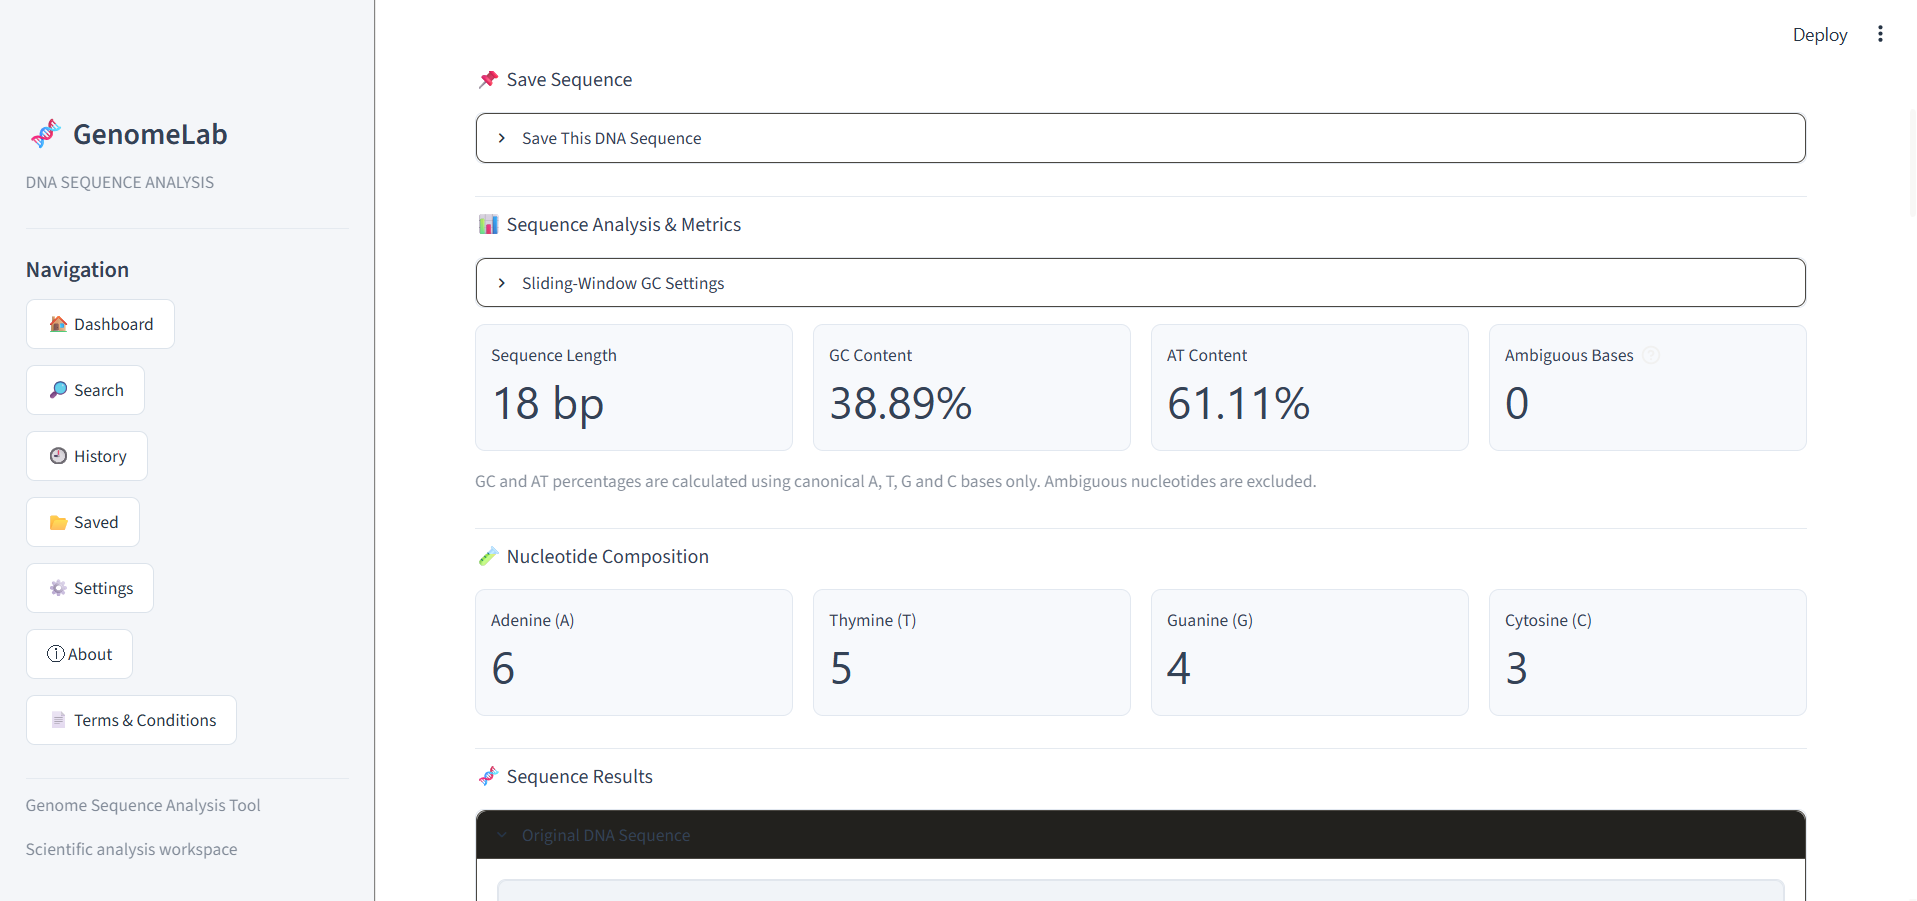 Deploy
GenomeLab
DNA SEQUENCE ANALYSIS
Navigation
Dashboard
Search
History
Saved
Settings
About
Terms & Conditions
Genome Sequence Analysis Tool
Scientific analysis workspace
Save Sequence
Save This DNA Sequence
Sequence Analysis & Metrics
Sliding-Window GC Settings
Sequence Length
18 bp
GC Content
38.89%
AT Content
61.11%
Ambiguous Bases
0
GC and AT percentages are calculated using canonical A, T, G and C bases only. Ambiguous nucleotides are excluded.
Nucleotide Composition
Adenine (A)
6
Thymine (T)
5
Guanine (G)
4
Cytosine (C)
3
Sequence Results
Original DNA Sequence